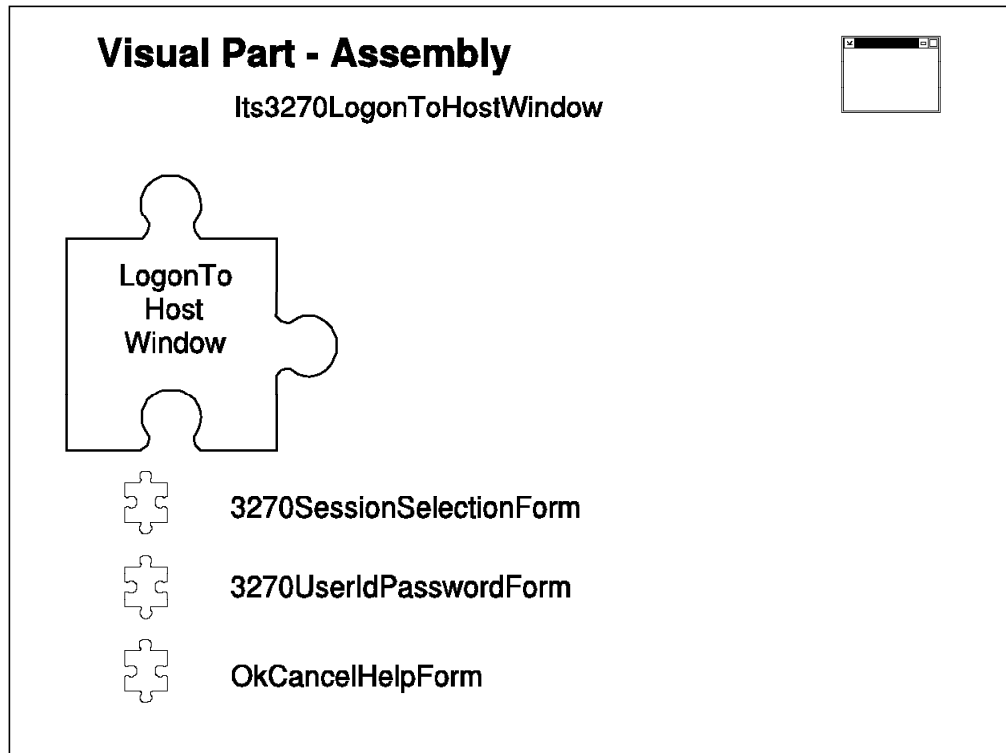 Visual Part - Assembly
Its3270LogonToHostWindow
LogonTo
Host
Window
3270SessionSelectionForm
3270UserIdPasswordForm
OkCancelHelpForm